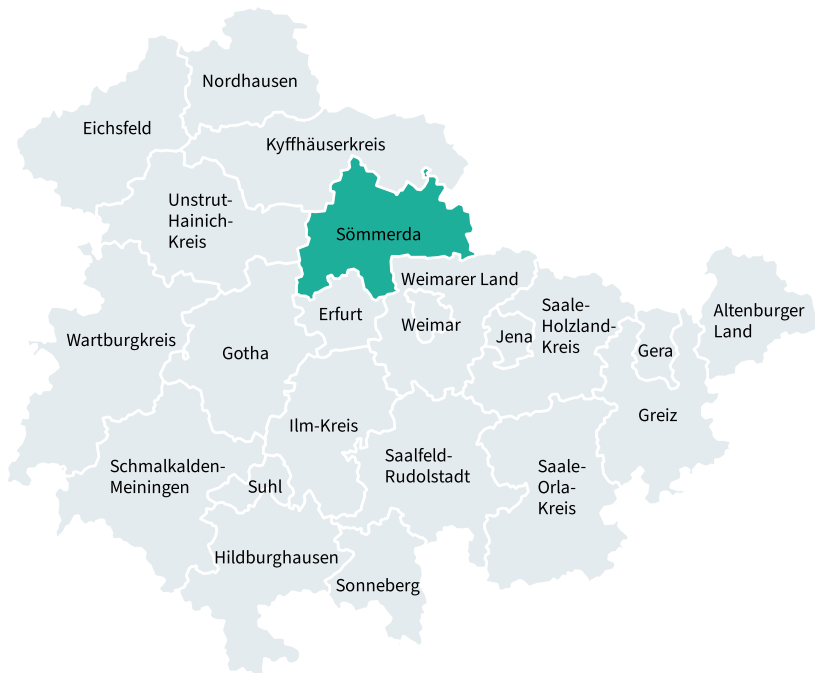 Nordhausen
Eichsfeld
Kyffhäuserkreis
Unstrut-
Hainich-
Kreis
Sömmerda
Weimarer Land
Erfurt
Weimar
Saale-
Holzland-
Kreis
Jena
Altenburger
Land
Wartburgkreis
Gotha
Gera
Greiz
Ilm-Kreis
Schmalkalden-
Meiningen
Suhl
Saalfeld-
Rudolstadt
Saale-
Orla-
Kreis
Hildburghausen
Sonneberg